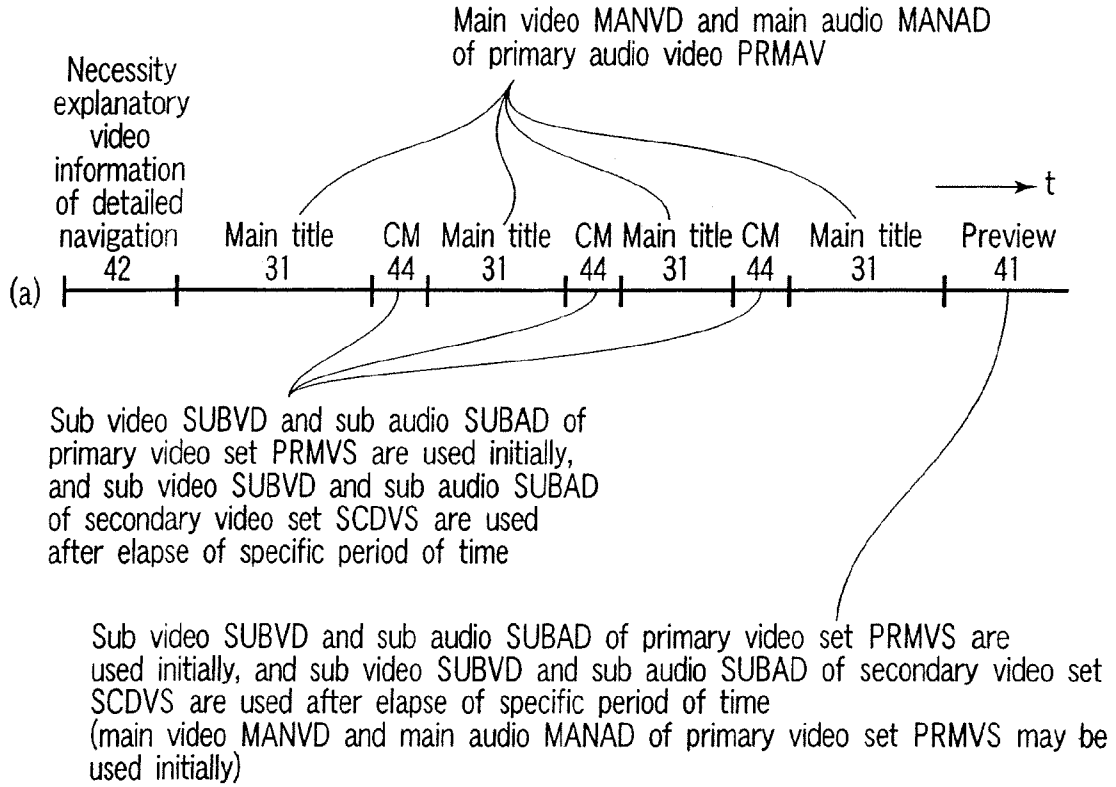 Main video MANVD and main audio MANAD
of primary audio video PRMAV
Necessity
explanatory
video
information
of detailed
navigation
t
Main title CM Main title CM Main title CM Main title Preview
42 31 44 31 44 31 44 31 41
(a)
Sub video SUBVD and sub audio SUBAD of
primary video set PRMVS are used initially,
and sub video SUBVD and sub audio SUBAD
of secondary video set SCDVS are used
after elapse of specific period of time
Sub video SUBVD and sub audio SUBAD of primary video set PRMVS are
used initially, and sub video SUBVD and sub audio SUBAD of secondary video set
SCDVS are used after elapse of specific period of time
(main video MANVD and main audio MANAD of primary video set PRMVS may be
used initially)